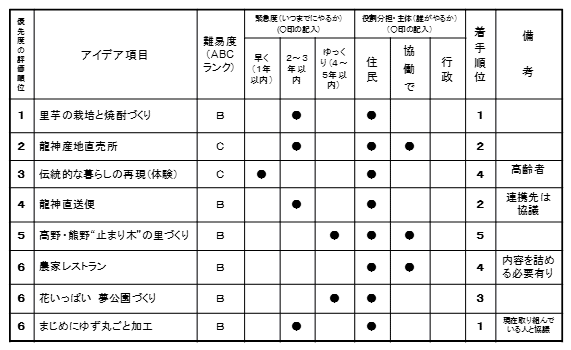 優先度の評価順位
アイデア項目
難易度
（ABC
ランク）
緊急度（いつまでにやるか）
（〇印の記入）
早く
（1年
以内）
2～3
年以
内
ゆっく
り（4～
5年以
内）
役割分担・主体（誰がやるか）
（〇印の記入）
住民
協働で
行政
着手順位
備考
1 里芋の栽培と焼酎づくり B ● ● 1
2 龍神産地直売所 C ● ● ● 2
3 伝統的な暮らしの再現（体験） C ● ● 4 高齢者
4 龍神直送便 B ● ● 2 連携先は
協議
5 高野・熊野“止まり木”の里づくり B ● ● ● 5
6 農家レストラン B ● ● 4 内容を詰め
る必要有り
6 花いっぱい 夢公園づくり B ● ● 3
6 まじめにゆず丸ごと加工 B ● ● 1 現在取り組んで
いる人と協議